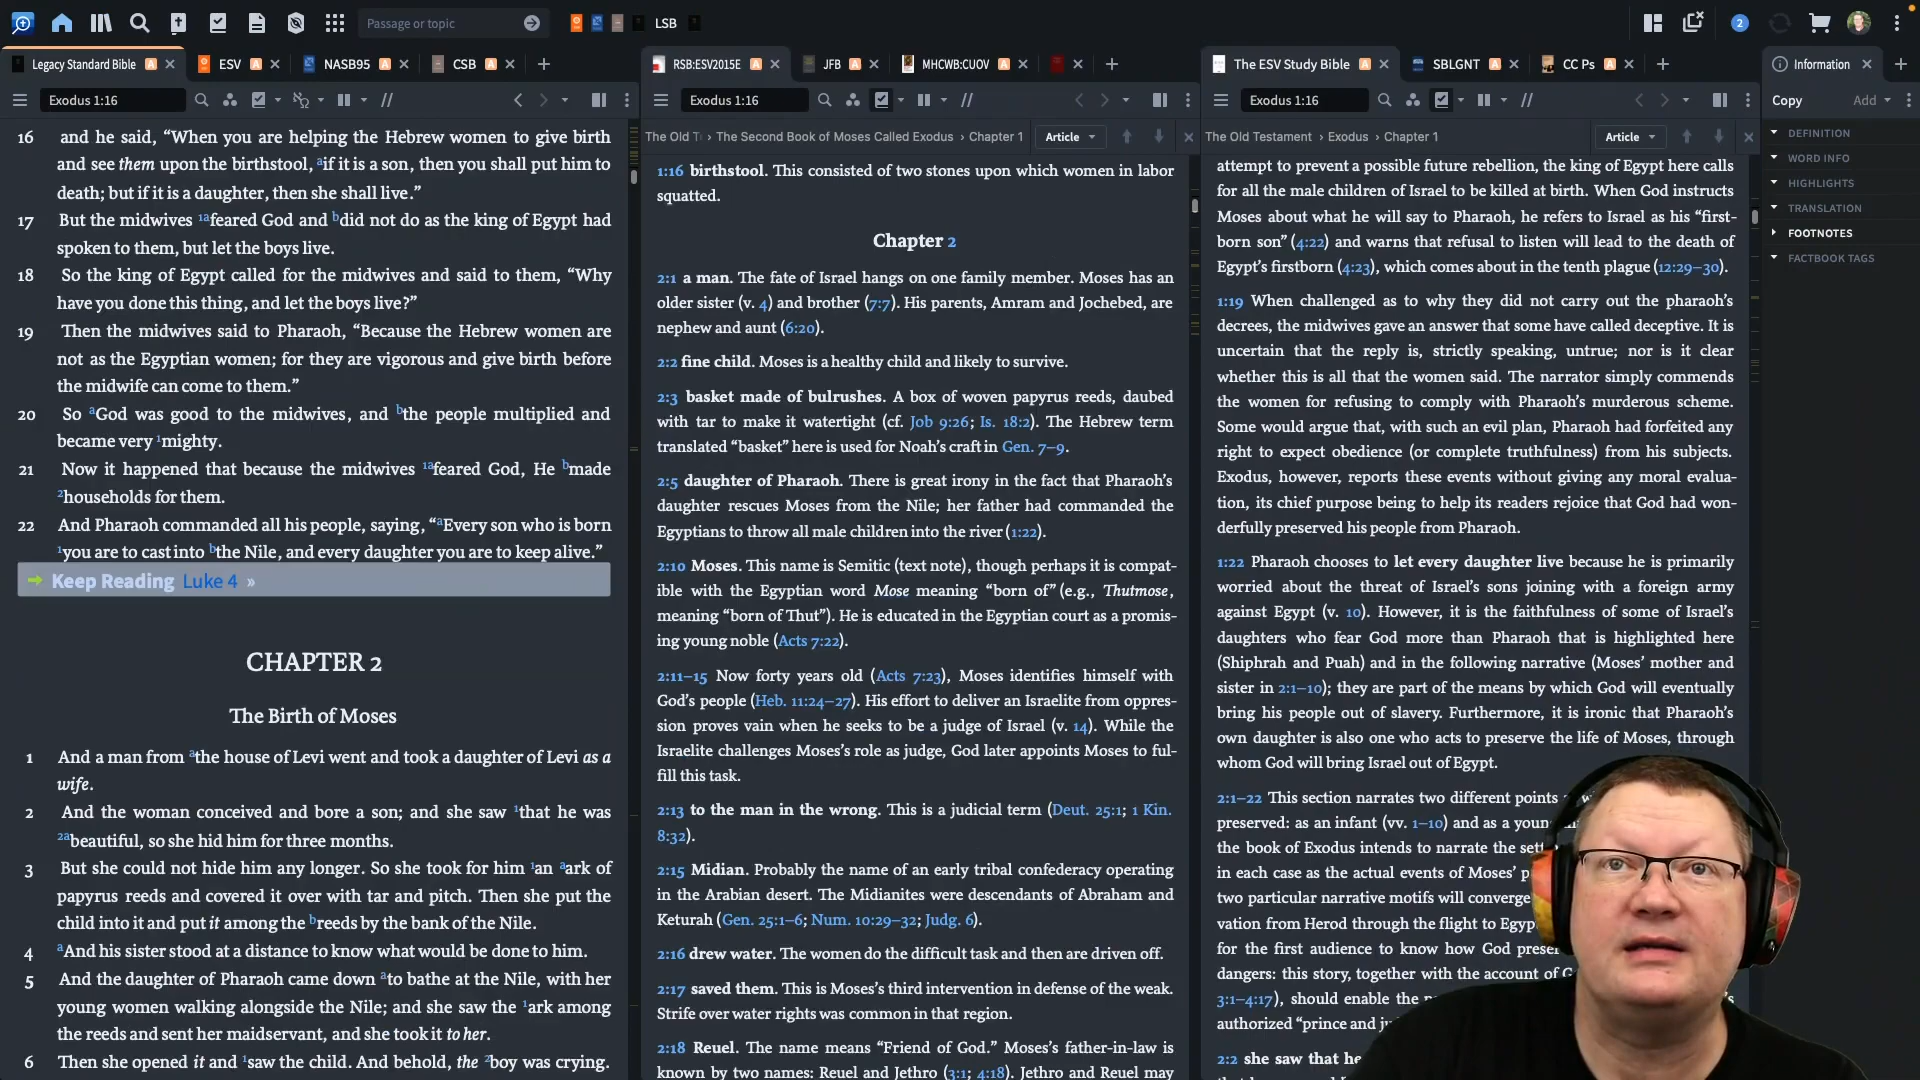 Passage or topic
LSB
2
Legacy Standard Bible A
ESV A
NASB95 A
CSB A
RSB:ESV2015E A
JFB A
MHCWB:CUOV A
The ESV Study Bible A
SBLGNT A
CC Ps A
Information
Exodus 1:16
Exodus 1:16
Exodus 1:16
Copy
Add
16 and he said, “When you are helping the Hebrew women to give birth
and see them upon the birthstool, aif it is a son, then you shall put him to
death; but if it is a daughter, then she shall live.”
17 But the midwives 1afeared God and bdid not do as the king of Egypt had
spoken to them, but let the boys live.
18 So the king of Egypt called for the midwives and said to them, “Why
have you done this thing, and let the boys live?”
19 Then the midwives said to Pharaoh, “Because the Hebrew women are
not as the Egyptian women; for they are vigorous and give birth before
the midwife can come to them.”
20 So aGod was good to the midwives, and bthe people multiplied and
became very 1mighty.
21 Now it happened that because the midwives 1afeared God, He bmade
2households for them.
22 And Pharaoh commanded all his people, saying, “aEvery son who is born
1you are to cast into bthe Nile, and every daughter you are to keep alive.”
Keep Reading Luke 4 »
CHAPTER 2
The Birth of Moses
1 And a man from athe house of Levi went and took a daughter of Levi as a
wife.
2 And the woman conceived and bore a son; and she saw 1that he was
2abeautiful, so she hid him for three months.
3 But she could not hide him any longer. So she took for him 1an aark of
papyrus reeds and covered it over with tar and pitch. Then she put the
child into it and put it among the breeds by the bank of the Nile.
4 aAnd his sister stood at a distance to know what would be done to him.
5 And the daughter of Pharaoh came down ato bathe at the Nile, with her
young women walking alongside the Nile; and she saw the 1ark among
the reeds and sent her maidservant, and she took it to her.
6 Then she opened it and 1saw the child. And behold, the 2boy was crying.
The Old T › The Second Book of Moses Called Exodus › Chapter 1
Article
1:16 birthstool. This consisted of two stones upon which women in labor
squatted.
Chapter 2
2:1 a man. The fate of Israel hangs on one family member. Moses has an
older sister (v. 4) and brother (7:7). His parents, Amram and Jochebed, are
nephew and aunt (6:20).
2:2 fine child. Moses is a healthy child and likely to survive.
2:3 basket made of bulrushes. A box of woven papyrus reeds, daubed
with tar to make it watertight (cf. Job 9:26; Is. 18:2). The Hebrew term
translated “basket” here is used for Noah’s craft in Gen. 7–9.
2:5 daughter of Pharaoh. There is great irony in the fact that Pharaoh’s
daughter rescues Moses from the Nile; her father had commanded the
Egyptians to throw all male children into the river (1:22).
2:10 Moses. This name is Semitic (text note), though perhaps it is compat-
ible with the Egyptian word Mose meaning “born of” (e.g., Thutmose,
meaning “born of Thut”). He is educated in the Egyptian court as a promis-
ing young noble (Acts 7:22).
2:11–15 Now forty years old (Acts 7:23), Moses identifies himself with
God’s people (Heb. 11:24–27). His effort to deliver an Israelite from oppres-
sion proves vain when he seeks to be a judge of Israel (v. 14). While the
Israelite challenges Moses’s role as judge, God later appoints Moses to ful-
fill this task.
2:13 to the man in the wrong. This is a judicial term (Deut. 25:1; 1 Kin.
8:32).
2:15 Midian. Probably the name of an early tribal confederacy operating
in the Arabian desert. The Midianites were descendants of Abraham and
Keturah (Gen. 25:1–6; Num. 10:29–32; Judg. 6).
2:16 drew water. The women do the difficult task and then are driven off.
2:17 saved them. This is Moses’s third intervention in defense of the weak.
Strife over water rights was common in that region.
2:18 Reuel. The name means “Friend of God.” Moses’s father-in-law is
known by two names: Reuel and Jethro (3:1; 4:18). Jethro and Reuel may
The Old Testament › Exodus › Chapter 1
Article
attempt to prevent a possible future rebellion, the king of Egypt here calls
for all the male children of Israel to be killed at birth. When God instructs
Moses about what he will say to Pharaoh, he refers to Israel as his “first-
born son” (4:22) and warns that refusal to listen will lead to the death of
Egypt’s firstborn (4:23), which comes about in the tenth plague (12:29–30).
1:19 When challenged as to why they did not carry out the pharaoh’s
decrees, the midwives gave an answer that some have called deceptive. It is
uncertain that the reply is, strictly speaking, untrue; nor is it clear
whether this is all that the women said. The narrator simply commends
the women for refusing to comply with Pharaoh’s murderous scheme.
Some would argue that, with such an evil plan, Pharaoh had forfeited any
right to expect obedience (or complete truthfulness) from his subjects.
Exodus, however, reports these events without giving any moral evalua-
tion, its chief purpose being to help its readers rejoice that God had won-
derfully preserved his people from Pharaoh.
1:22 Pharaoh chooses to let every daughter live because he is primarily
worried about the threat of Israel’s sons joining with a foreign army
against Egypt (v. 10). However, it is the faithfulness of some of Israel’s
daughters who fear God more than Pharaoh that is highlighted here
(Shiphrah and Puah) and in the following narrative (Moses’ mother and
sister in 2:1–10); they are part of the means by which God will eventually
bring his people out of slavery. Furthermore, it is ironic that Pharaoh’s
own daughter is also one who acts to preserve the life of Moses, through
whom God will bring Israel out of Egypt.
2:1–22 This section narrates two different points
preserved: as an infant (vv. 1–10) and as a youn
the book of Exodus intends to narrate the sett
in each case as the actual events of Moses’ p
two particular narrative motifs will converge
vation from Herod through the flight to Egyp
for the first audience to know how God prese
dangers: this story, together with the account of
3:1–4:17), should enable the
authorized “prince and ju
2:2 she saw that he
DEFINITION
WORD INFO
HIGHLIGHTS
TRANSLATION
FOOTNOTES
FACTBOOK TAGS